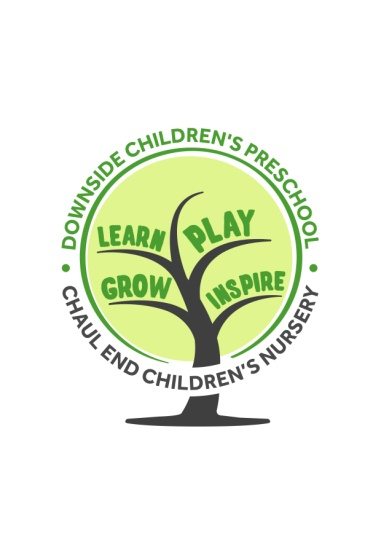 DOWNSIDE CHILDREN'S PRESCHOOL
LEARN PLAY
GROW INSPIRE
CHAUL END CHILDREN'S NURSERY